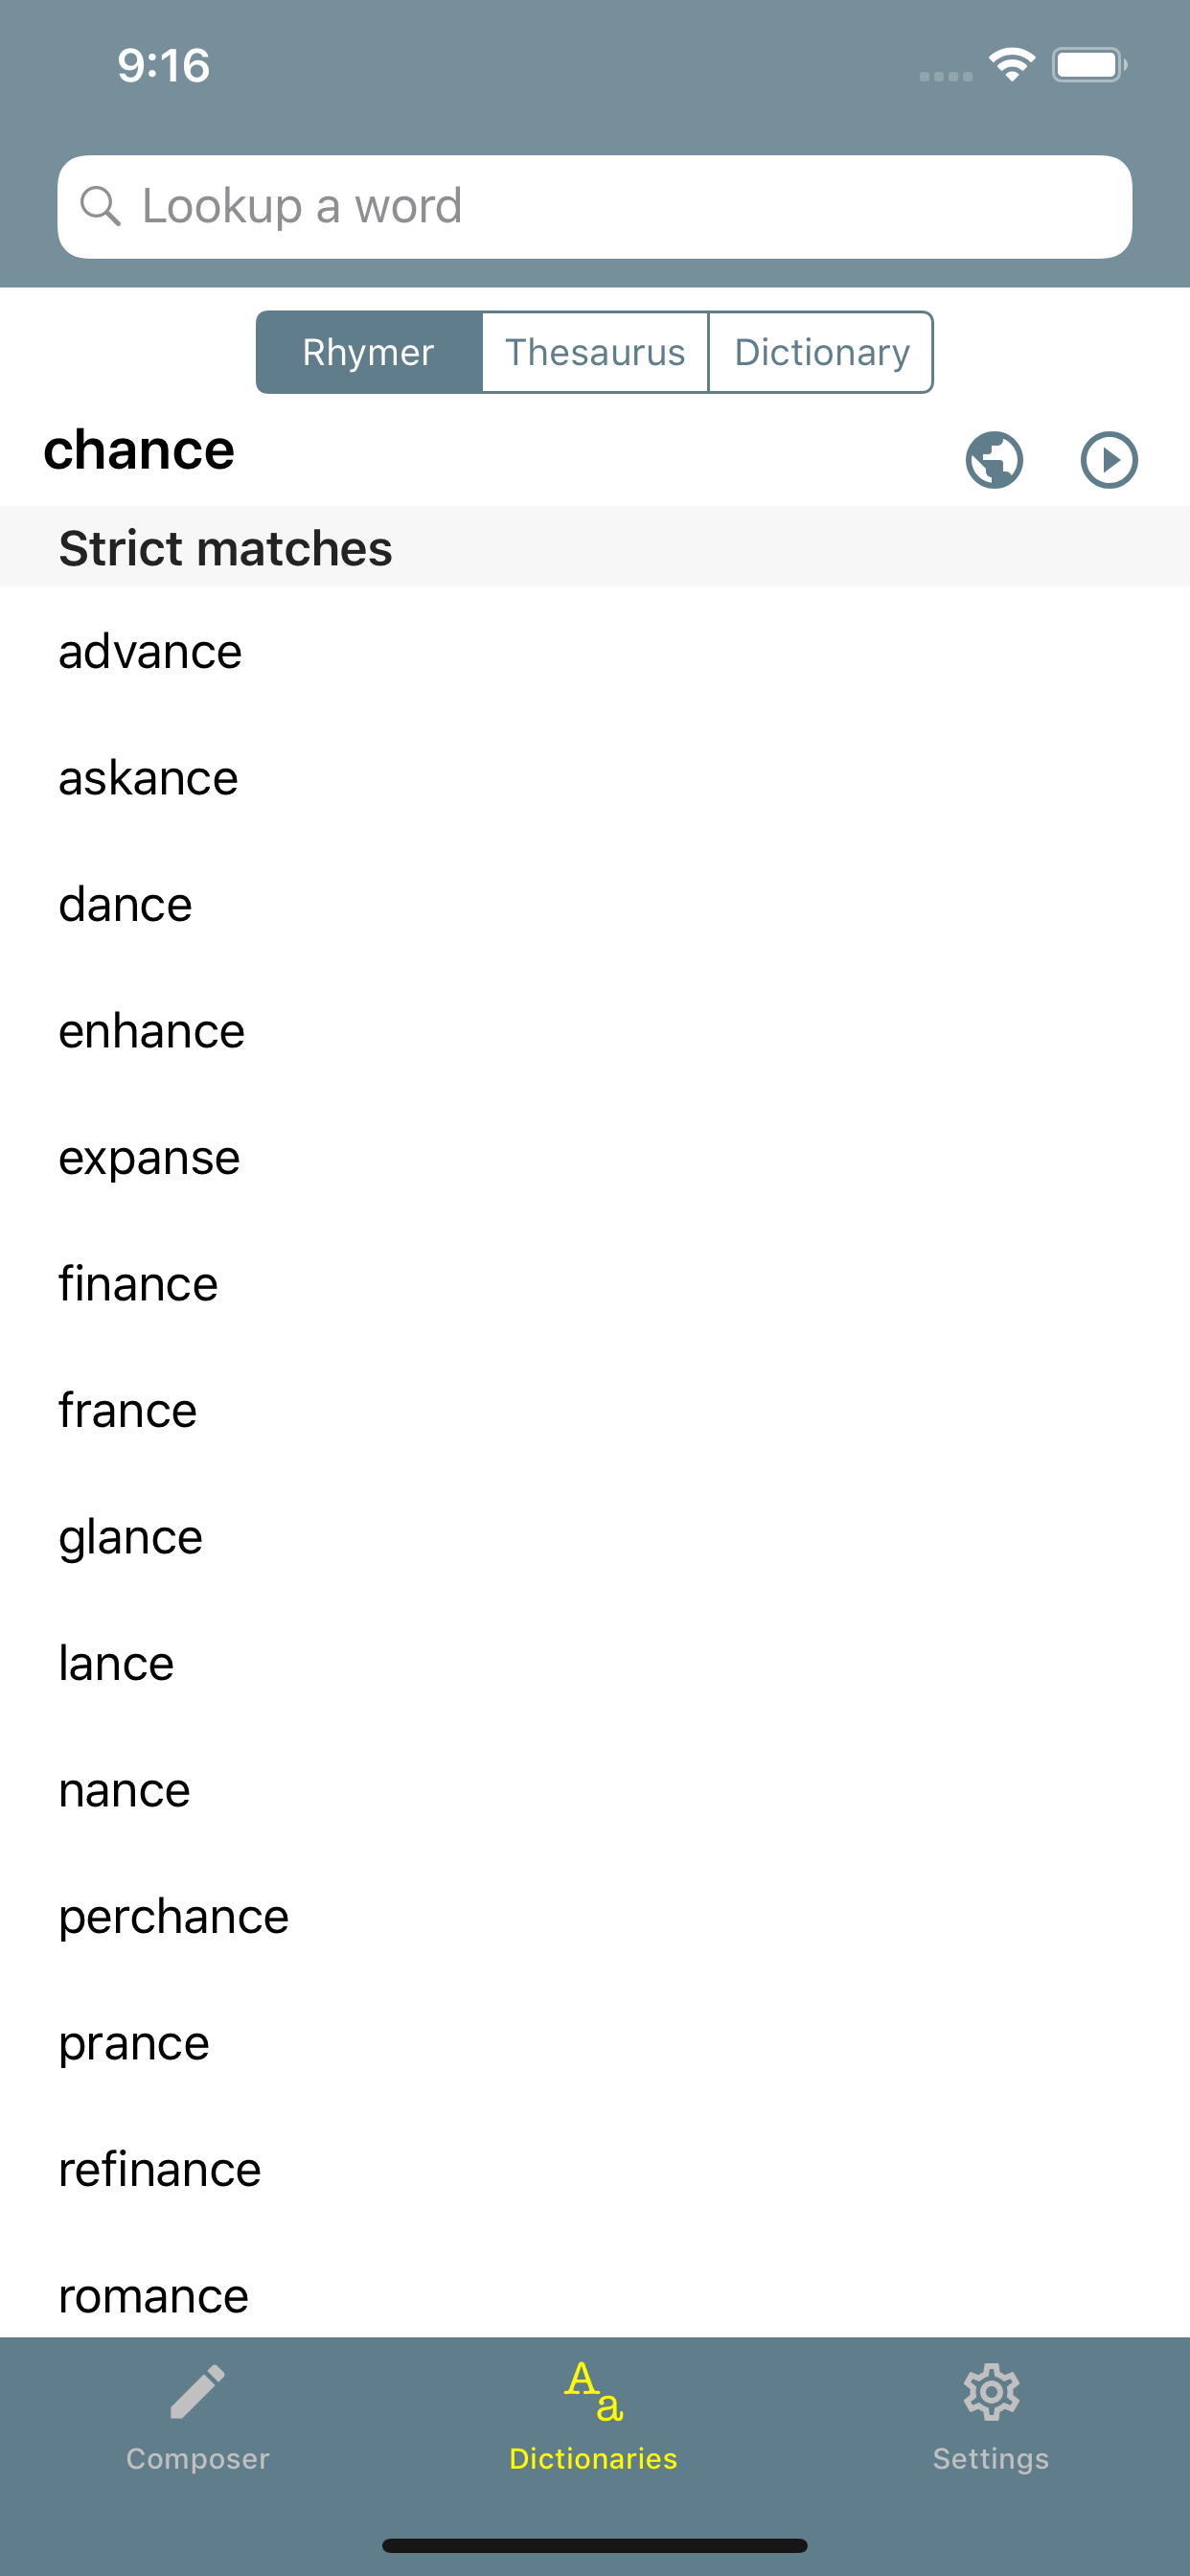 9:16
Lookup a word
Rhymer Thesaurus Dictionary
chance
Strict matches
advance
askance
dance
enhance
expanse
finance
france
glance
lance
nance
perchance
prance
refinance
romance
A a
Composer Dictionaries Settings